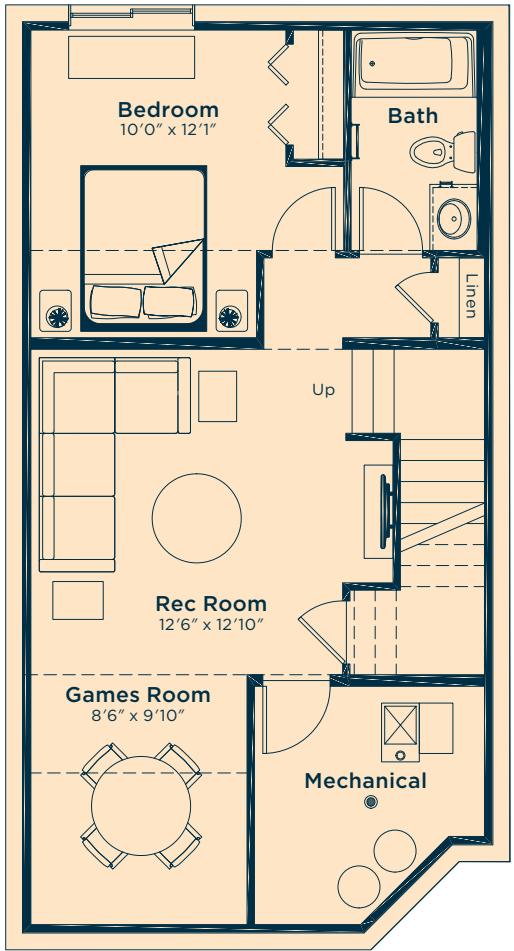 Bedroom
10′0″ x 12′1″
Bath
Linen
Up
Rec Room
12′6″ x 12′10″
Games Room
8′6″ x 9′10″
Mechanical